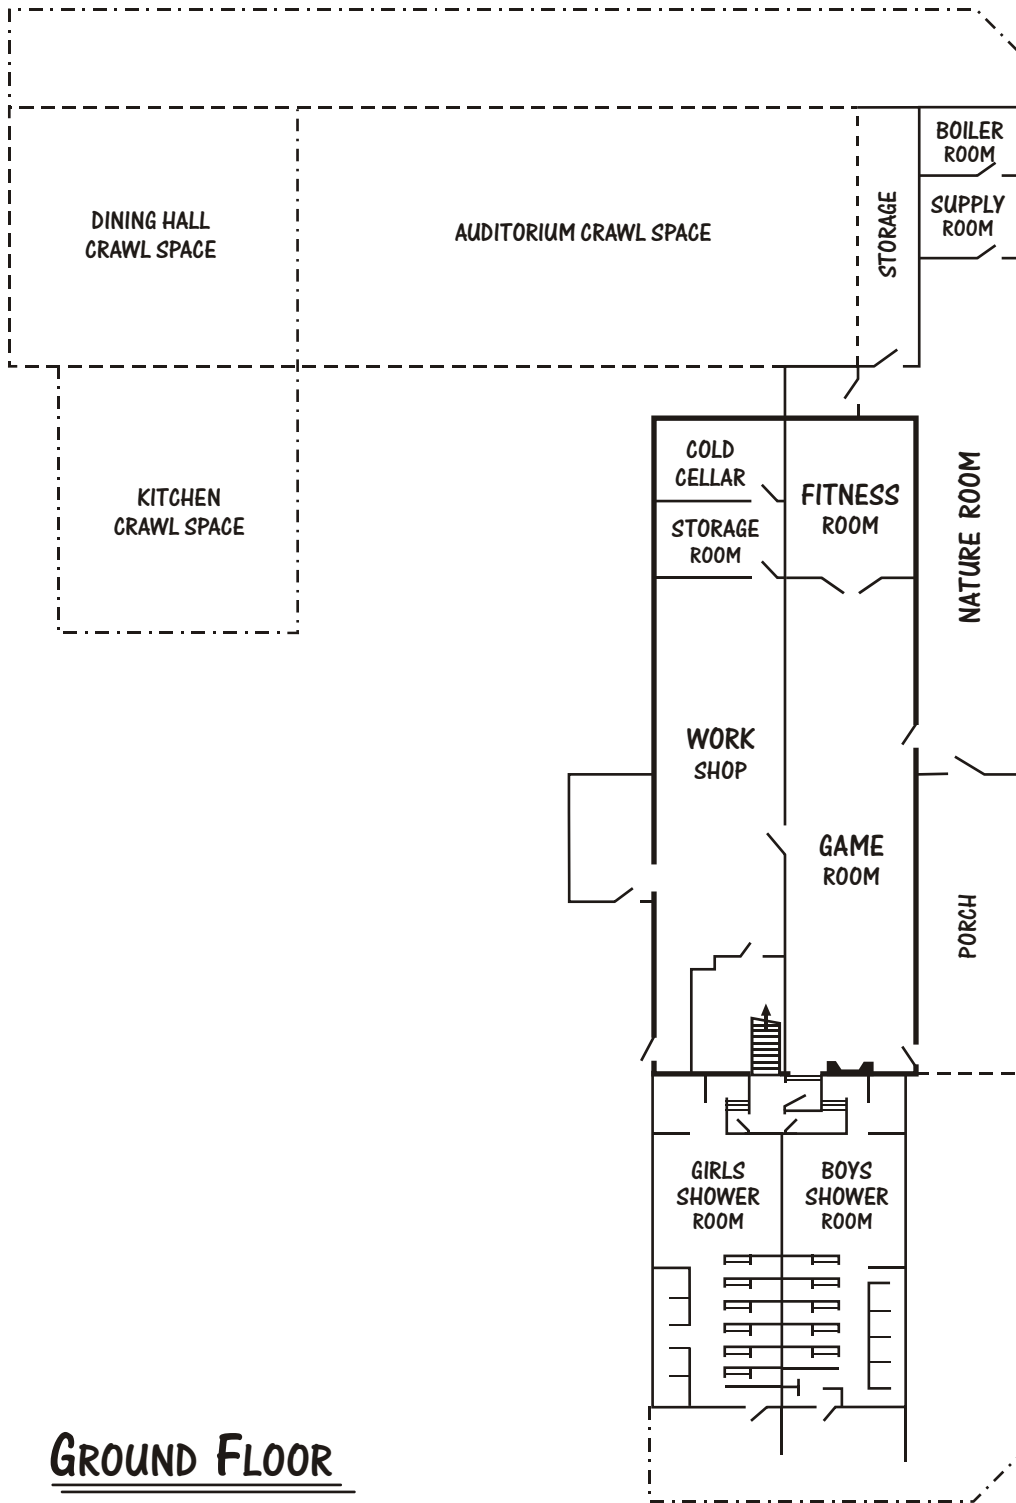 BOILER
ROOM
SUPPLY
ROOM
STORAGE
DINING HALL
CRAWL SPACE
AUDITORIUM CRAWL SPACE
KITCHEN
CRAWL SPACE
COLD
CELLAR
STORAGE
ROOM
FITNESS
ROOM
NATURE ROOM
WORK
SHOP
GAME
ROOM
PORCH
GIRLS
SHOWER
ROOM
BOYS
SHOWER
ROOM
GROUND FLOOR